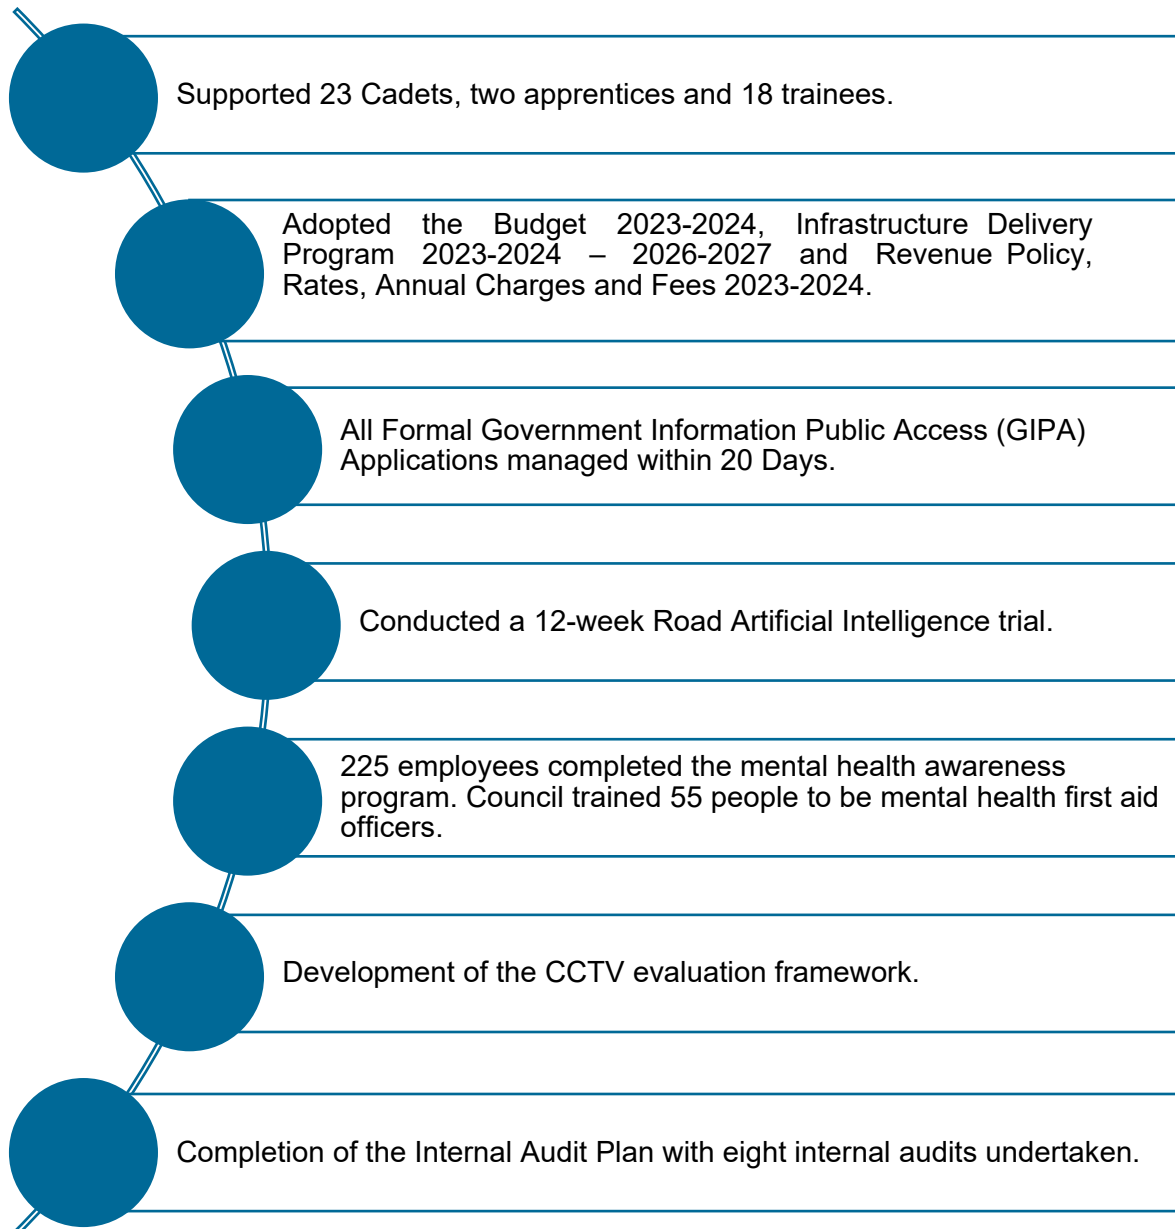 Supported 23 Cadets, two apprentices and 18 trainees.
Adopted the Budget 2023-2024, Infrastructure Delivery
Program 2023-2024 – 2026-2027 and Revenue Policy,
Rates, Annual Charges and Fees 2023-2024.
All Formal Government Information Public Access (GIPA)
Applications managed within 20 Days.
Conducted a 12-week Road Artificial Intelligence trial.
225 employees completed the mental health awareness
program. Council trained 55 people to be mental health first aid
officers.
Development of the CCTV evaluation framework.
Completion of the Internal Audit Plan with eight internal audits undertaken.